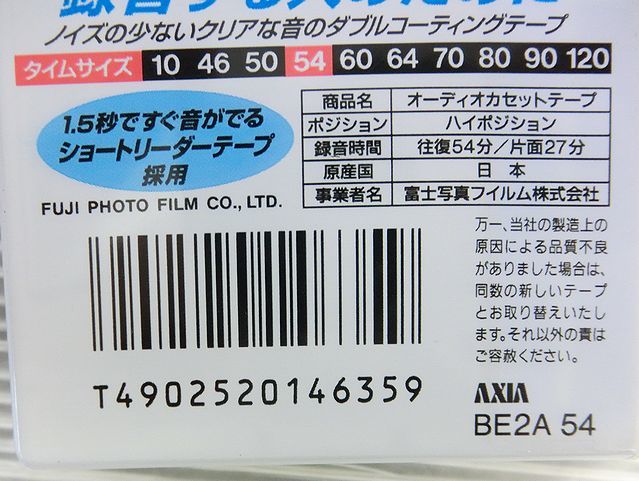 録音する人のために
ノイズの少ないクリアな音のダブルコーティングテープ
タイムサイズ 10 46 50 54 60 64 70 80 90 120
1.5秒ですぐ音がでる
ショートリーダーテープ
採用
FUJI PHOTO FILM CO., LTD.
商品名 オーディオカセットテープ
ポジション ハイポジション
録音時間 往復54分/片面27分
原産国 日本
事業者名 富士写真フイルム株式会社
万一、当社の製造上の
原因による品質不良
がありました場合は、
同数の新しいテープ
とお取り替えいたし
ます。それ以外の責は
ご容赦ください。
T4902520146359
AXIA
BE2A 54